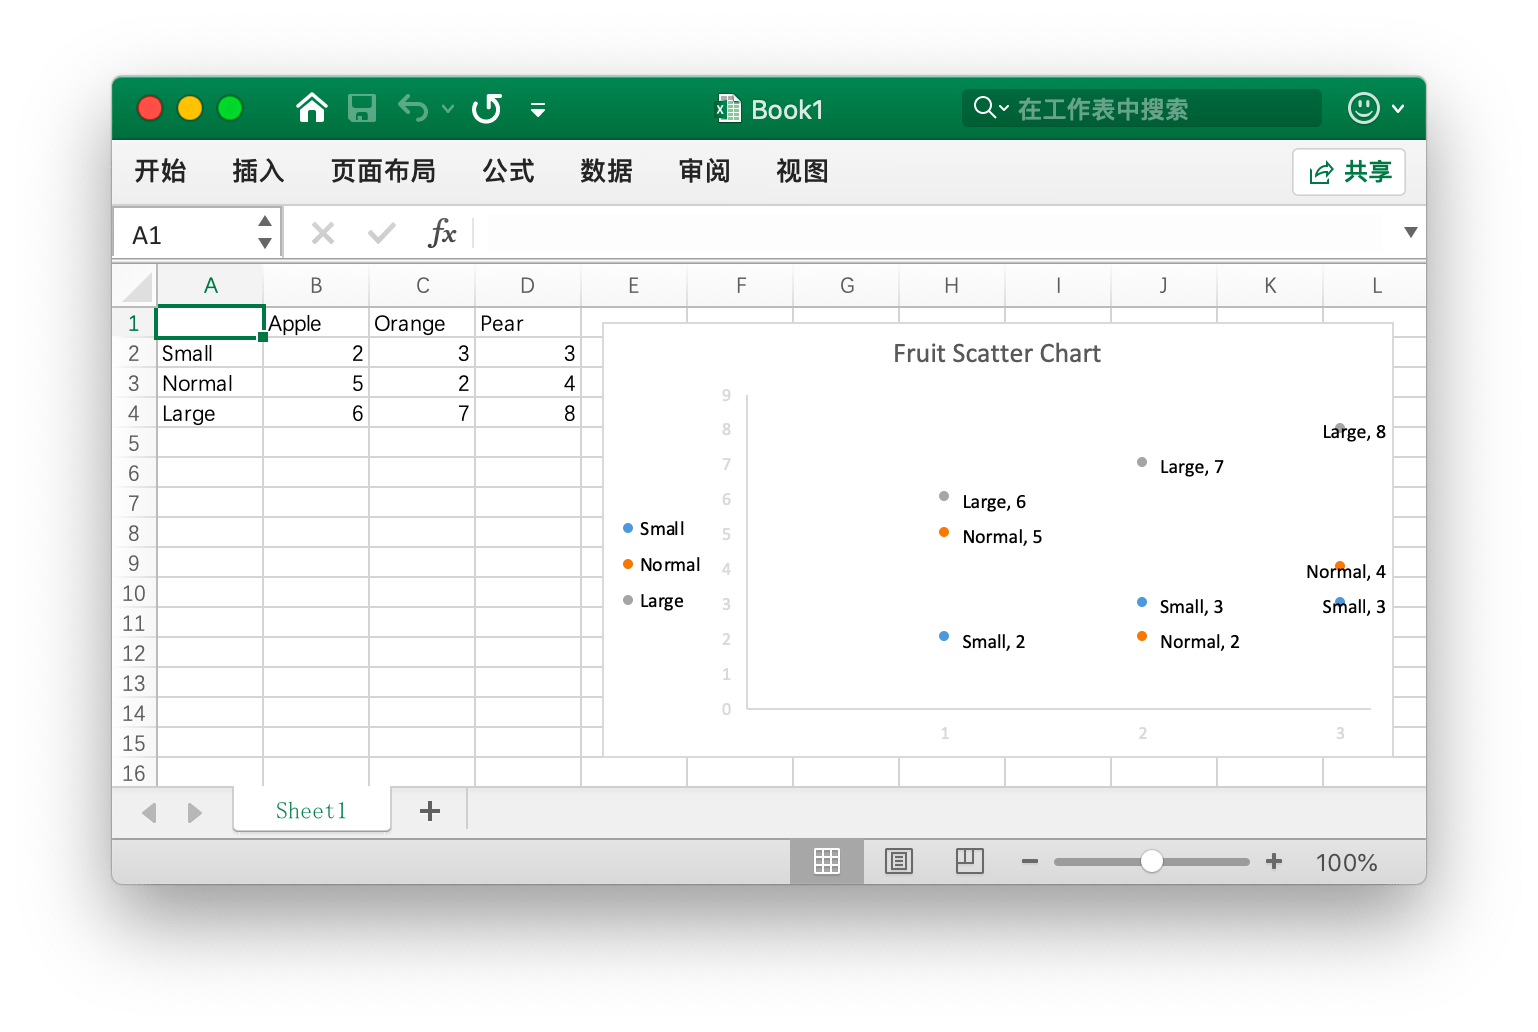 Book1
在工作表中搜索
开始 插入 页面布局 公式 数据 审阅 视图 共享
A1 fx
A B C D E F G H I J K L
1 Apple Orange Pear
2 Small 2 3 3
3 Normal 5 2 4
4 Large 6 7 8
5
6
7
8
9
10
11
12
13
14
15
16
Fruit Scatter Chart
9
8
7
6
5
4
3
2
1
0
1 2 3
Small
Normal
Large
Large, 8
Large, 7
Large, 6
Normal, 5
Normal, 4
Small, 3
Small, 3
Small, 2
Normal, 2
Sheet1
100%